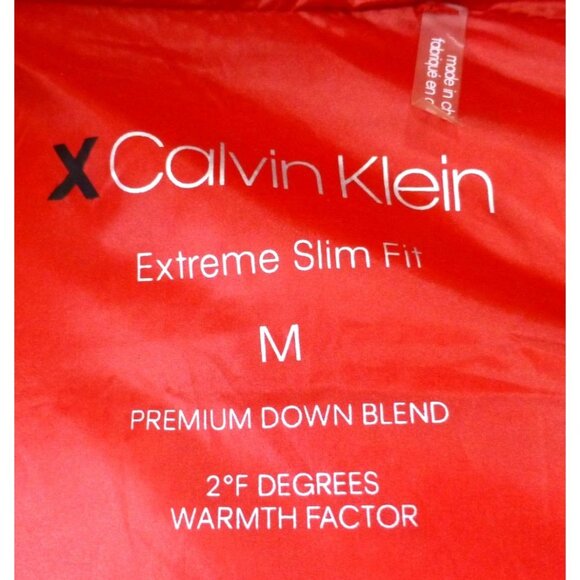 made in
fabriqué en
X Calvin Klein
Extreme Slim Fit
M
PREMIUM DOWN BLEND
2°F DEGREES
WARMTH FACTOR